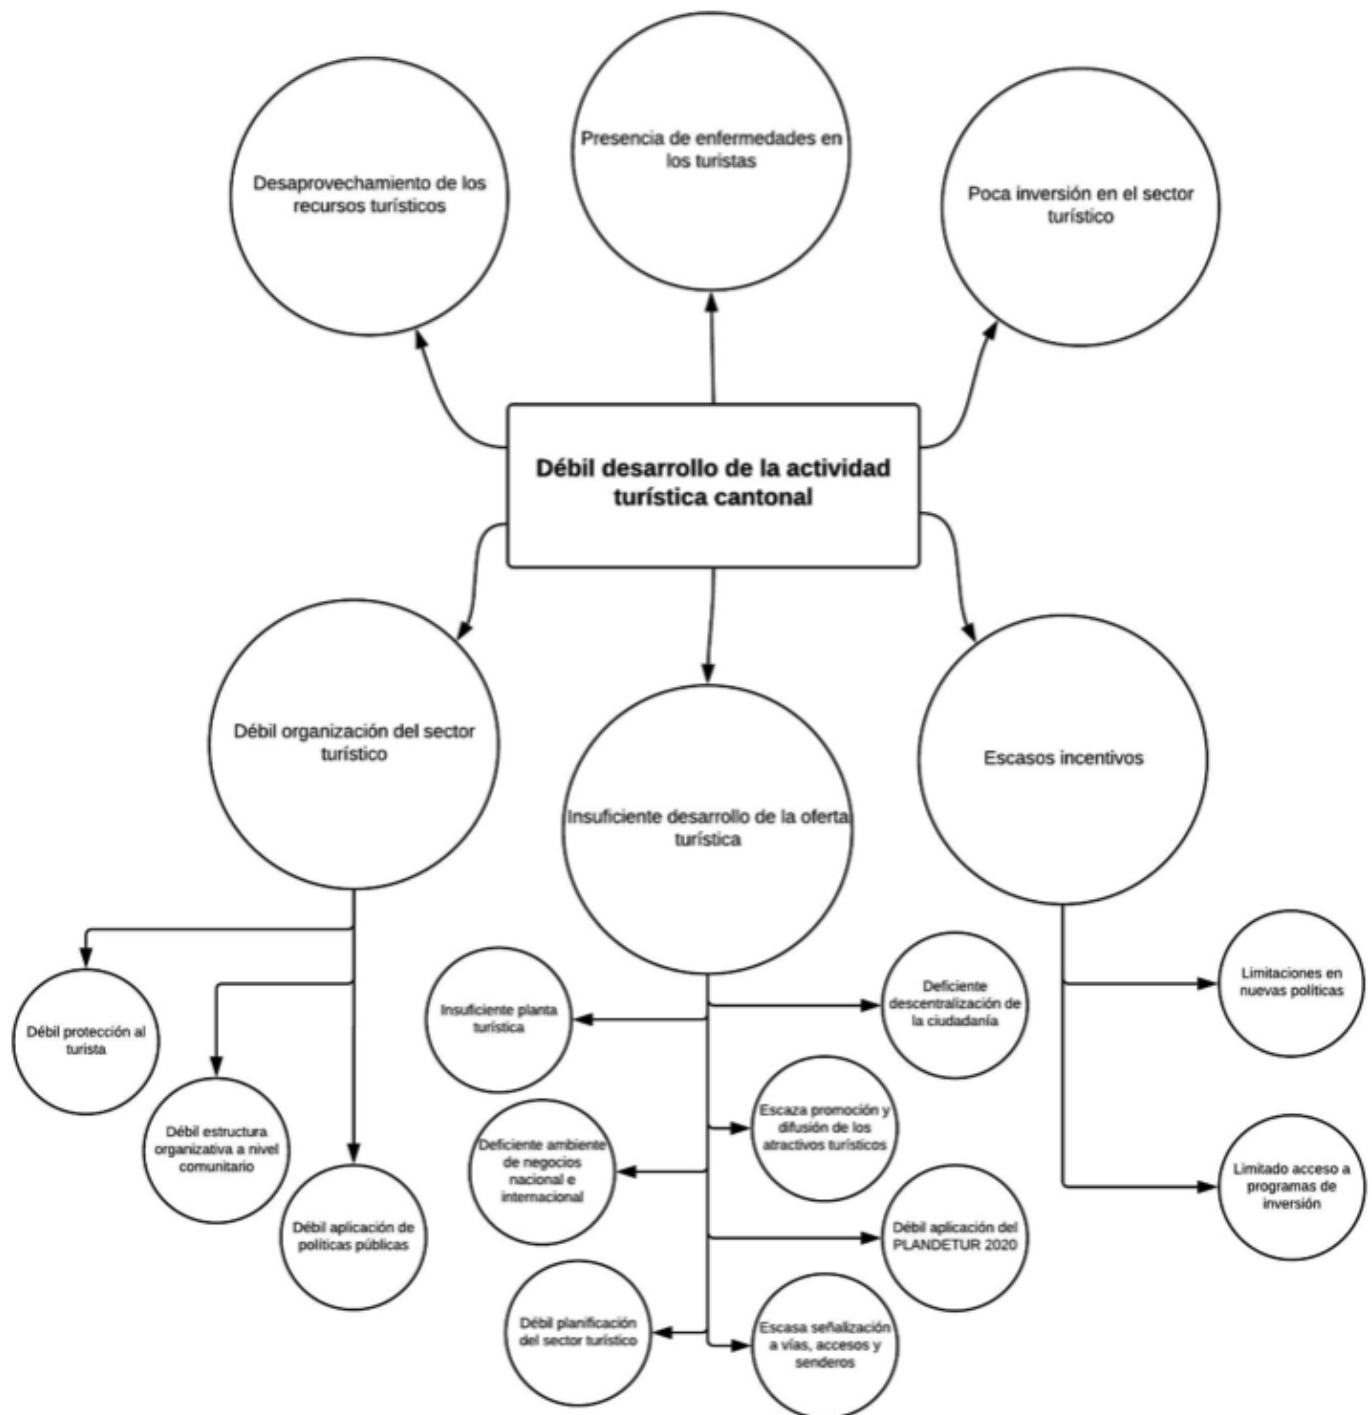 Presencia de enfermedades en
los turistas
Desaprovechamiento de los
recursos turísticos
Poca inversión en el sector
turístico
Débil desarrollo de la actividad
turística cantonal
Débil organización del sector
turístico
Insuficiente desarrollo de la oferta
turística
Escasos incentivos
Débil protección al
turista
Débil estructura
organizativa a nivel
comunitario
Débil aplicación de
políticas públicas
Insuficiente planta
turística
Deficiente
descentralización de
la ciudadanía
Deficiente ambiente
de negocios
nacional e
internacional
Escaza promoción y
difusión de los
atractivos turísticos
Débil aplicación del
PLANDETUR 2020
Débil planificación
del sector turístico
Escasa señalización
a vías, accesos y
senderos
Limitaciones en
nuevas políticas
Limitado acceso a
programas de
inversión